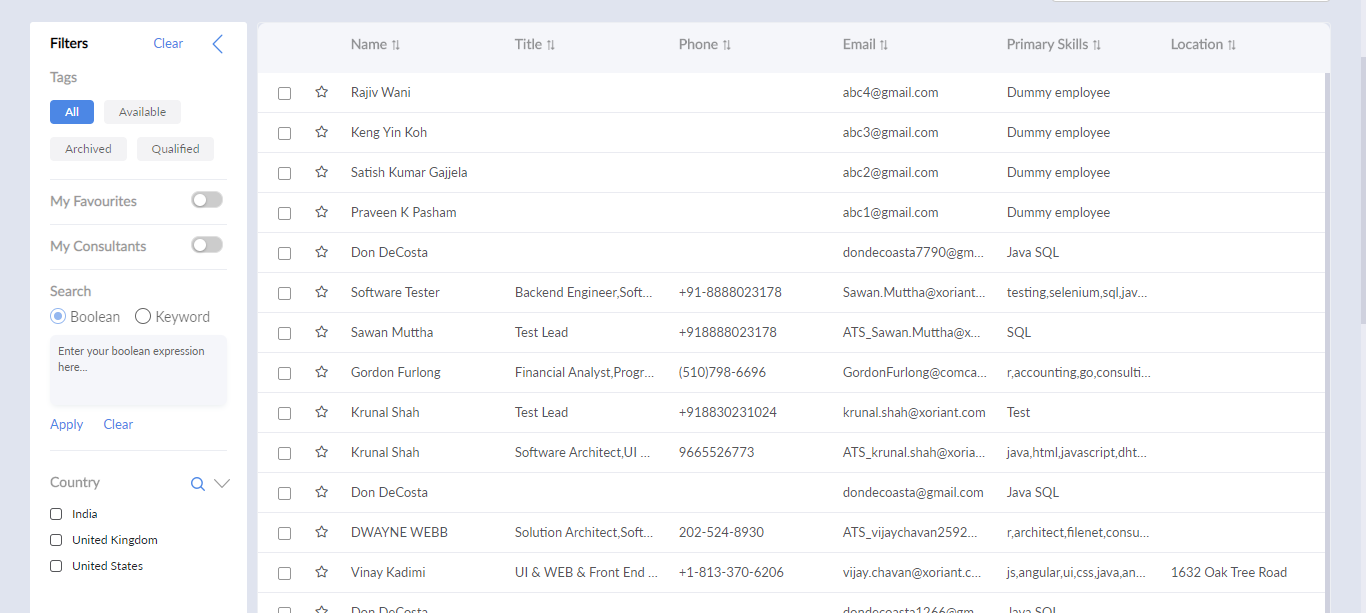 Filters Clear
Tags
All Available
Archived Qualified
My Favourites
My Consultants
Search
Boolean Keyword
Enter your boolean expression
here...
Apply Clear
Country
India
United Kingdom
United States
Name Title Phone Email Primary Skills Location
Rajiv Wani abc4@gmail.com Dummy employee
Keng Yin Koh abc3@gmail.com Dummy employee
Satish Kumar Gajjela abc2@gmail.com Dummy employee
Praveen K Pasham abc1@gmail.com Dummy employee
Don DeCosta dondecoasta7790@gm... Java SQL
Software Tester Backend Engineer,Soft... +91-8888023178 Sawan.Muttha@xoriant... testing,selenium,sql,jav...
Sawan Muttha Test Lead +918888023178 ATS_Sawan.Muttha@x... SQL
Gordon Furlong Financial Analyst,Progr... (510)798-6696 GordonFurlong@comca... r,accounting,go,consulti...
Krunal Shah Test Lead +918830231024 krunal.shah@xoriant.com Test
Krunal Shah Software Architect,UI ... 9665526773 ATS_krunal.shah@xoria... java,html,javascript,dht...
Don DeCosta dondecoasta@gmail.com Java SQL
DWAYNE WEBB Solution Architect,Soft... 202-524-8930 ATS_vijaychavan2592... r,architect,filenet,consu...
Vinay Kadimi UI & WEB & Front End ... +1-813-370-6206 vijay.chavan@xoriant.c... js,angular,ui,css,java,an... 1632 Oak Tree Road
Don DeCosta dondecoasta1266@gm... Java SQL